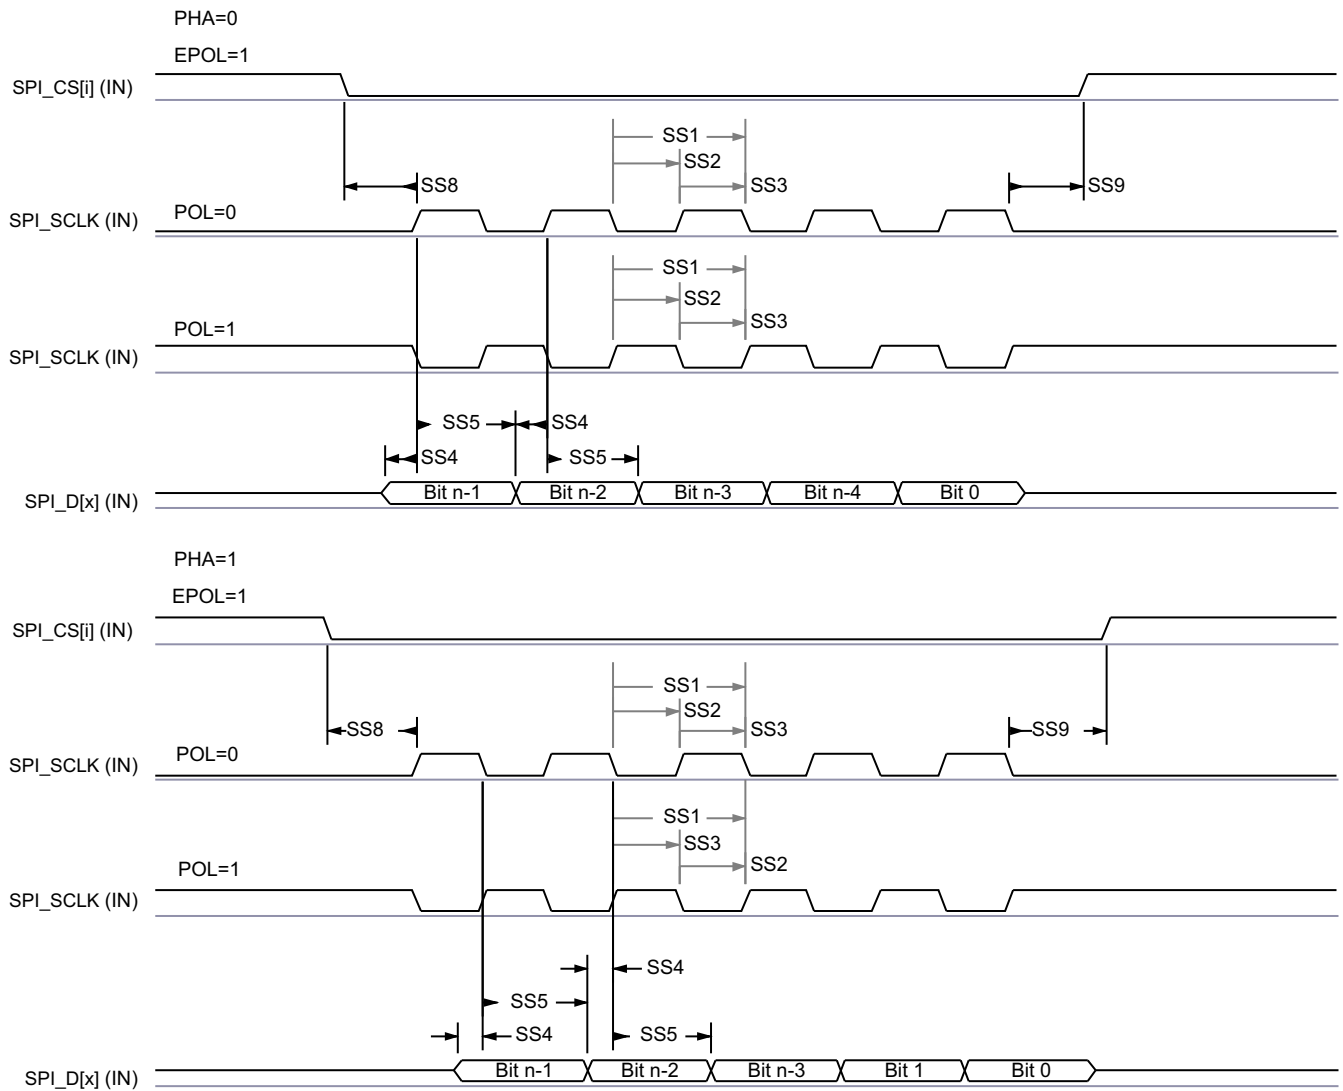 PHA=0
EPOL=1
SPI_CS[i] (IN)
SS1
SS2
SS8 SS3 SS9
POL=0
SPI_SCLK (IN)
SS1
SS2
SS3
POL=1
SPI_SCLK (IN)
SS5 SS4
SS4 SS5
Bit n-1 Bit n-2 Bit n-3 Bit n-4 Bit 0
SPI_D[x] (IN)
PHA=1
EPOL=1
SPI_CS[i] (IN)
SS1
SS2
SS8 SS3 SS9
POL=0
SPI_SCLK (IN)
SS1
SS3
SS2
POL=1
SPI_SCLK (IN)
SS4
SS5
SS4 SS5
Bit n-1 Bit n-2 Bit n-3 Bit 1 Bit 0
SPI_D[x] (IN)